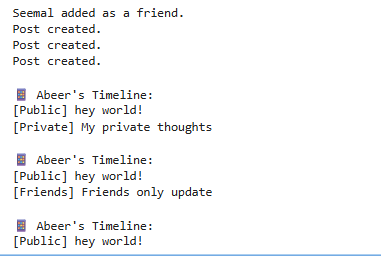 Seemal added as a friend.
Post created.
Post created.
Post created.
Abeer's Timeline:
[Public] hey world!
[Private] My private thoughts
Abeer's Timeline:
[Public] hey world!
[Friends] Friends only update
Abeer's Timeline:
[Public] hey world!